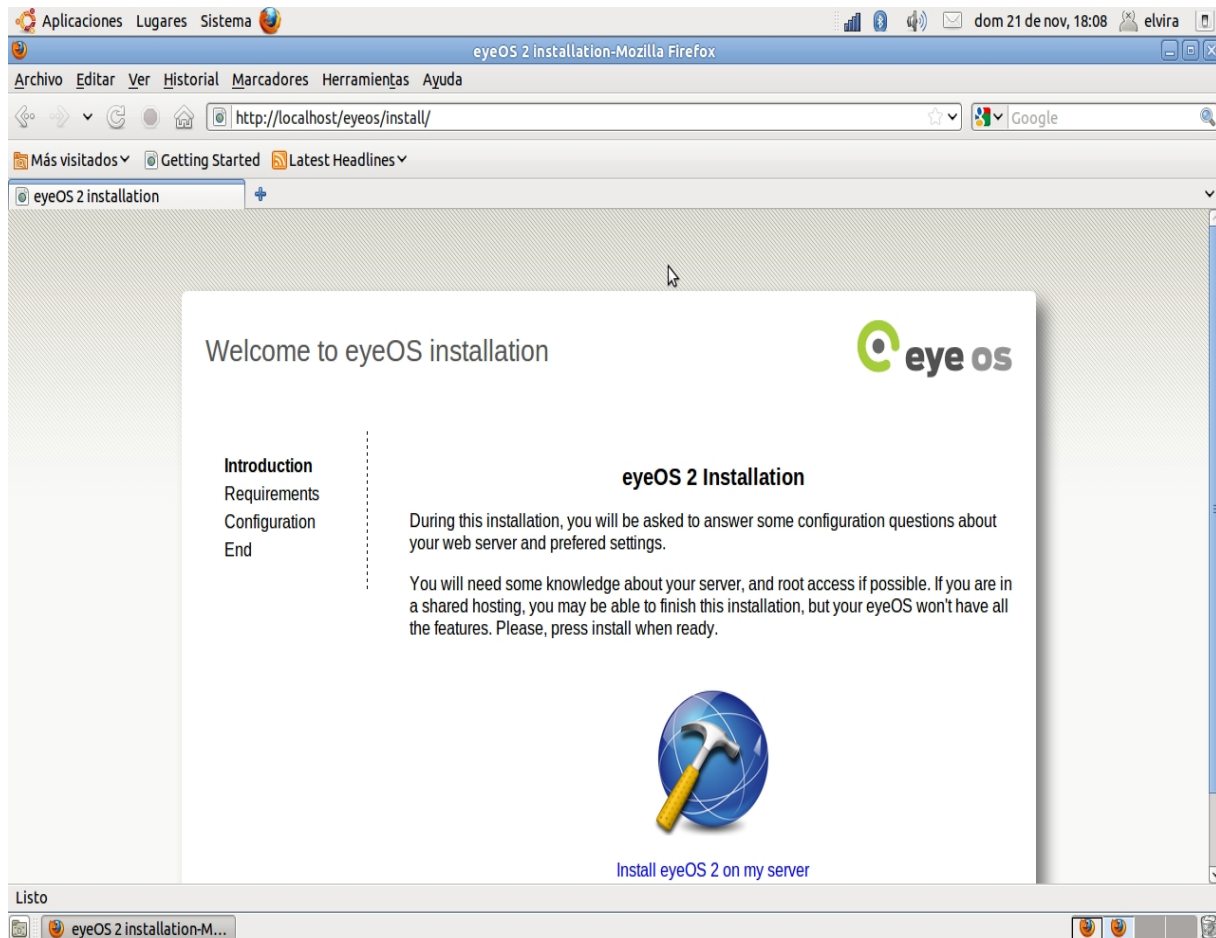 Aplicaciones Lugares Sistema
dom 21 de nov, 18:08 elvira
eyeOS 2 installation-Mozilla Firefox
Archivo Editar Ver Historial Marcadores Herramientas Ayuda
http://localhost/eyeos/install/
Google
Más visitados Getting Started Latest Headlines
eyeOS 2 installation
Welcome to eyeOS installation
eye os
Introduction
Requirements
Configuration
End
eyeOS 2 Installation
During this installation, you will be asked to answer some configuration questions about
your web server and prefered settings.
You will need some knowledge about your server, and root access if possible. If you are in
a shared hosting, you may be able to finish this installation, but your eyeOS won't have all
the features. Please, press install when ready.
Install eyeOS 2 on my server
Listo
eyeOS 2 installation-M...